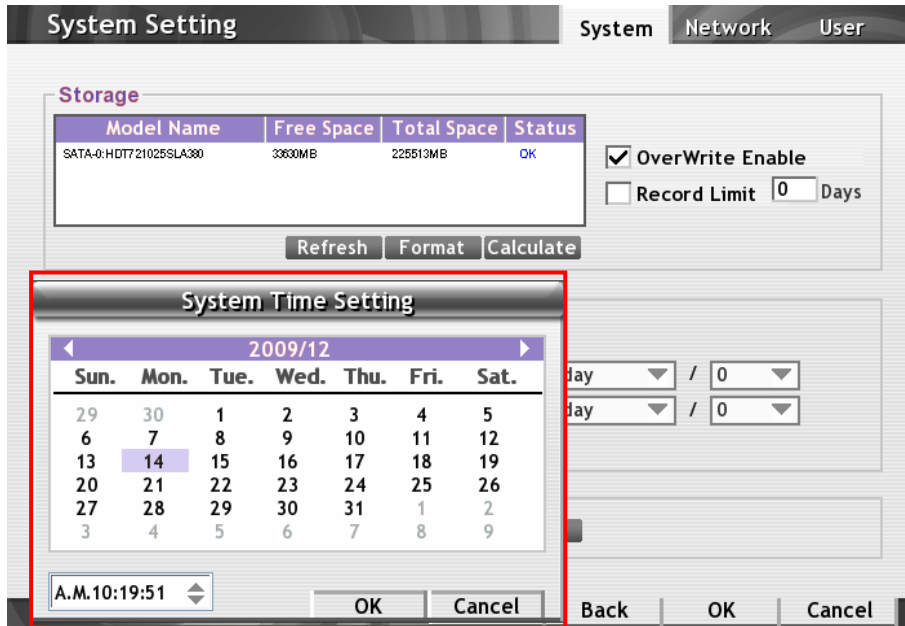 System Setting System Network User
Storage
Model Name Free Space Total Space Status
SATA-0:HDT721025SLA380 33630MB 225513MB OK
OverWrite Enable
Record Limit 0 Days
Refresh Format Calculate
System Time Setting
2009/12
Sun. Mon. Tue. Wed. Thu. Fri. Sat.
29 30 1 2 3 4 5
6 7 8 9 10 11 12
13 14 15 16 17 18 19
20 21 22 23 24 25 26
27 28 29 30 31 1 2
3 4 5 6 7 8 9
A.M.10:19:51
OK Cancel
day / 0
day / 0
Back OK Cancel